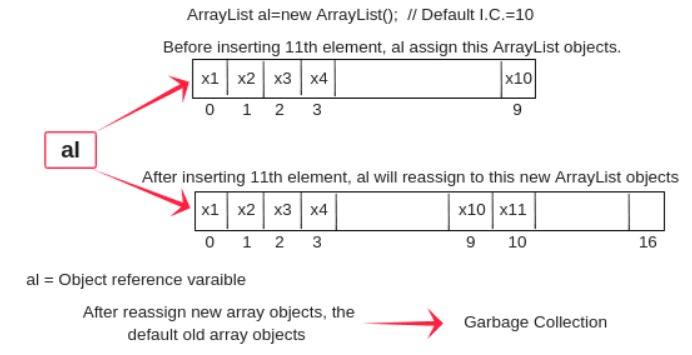 ArrayList al=new ArrayList(); // Default I.C.=10
Before inserting 11th element, al assign this ArrayList objects.
x1 x2 x3 x4 x10
0 1 2 3 9
al
After inserting 11th element, al will reassign to this new ArrayList objects
x1 x2 x3 x4 x10 x11
0 1 2 3 9 10 16
al = Object reference varaible
After reassign new array objects, the
default old array objects
Garbage Collection